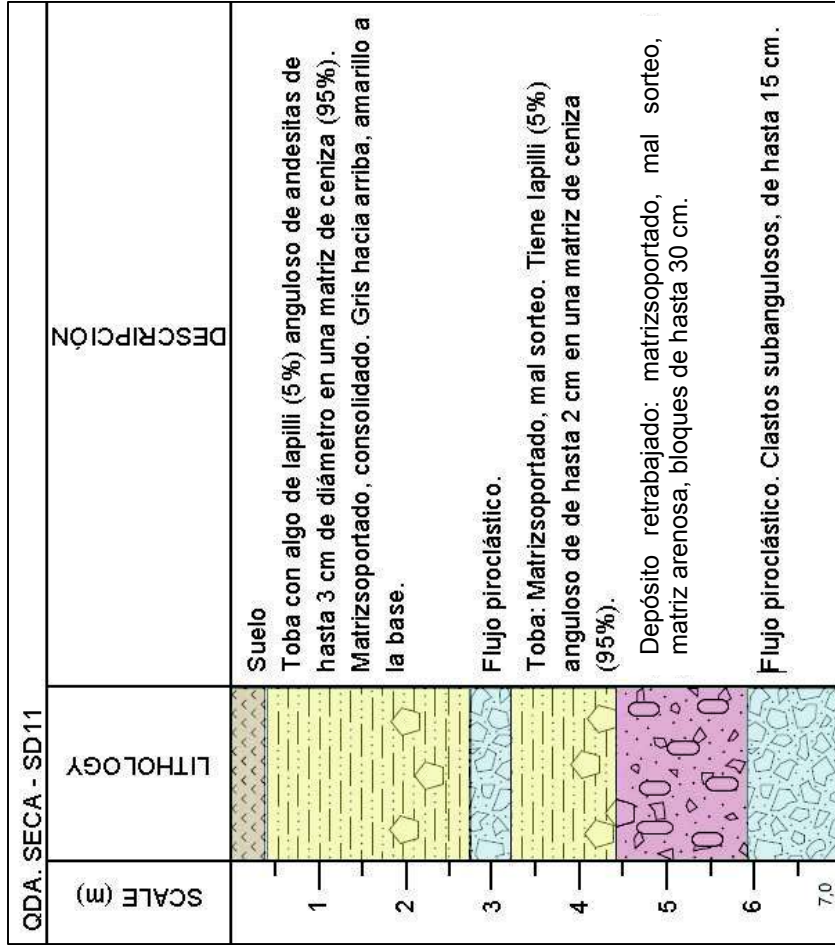 QDA. SECA - SD11
SCALE (m)
LITHOLOGY
DESCRIPCIÓN
1
2
3
4
5
6
7,0
Suelo
Toba con algo de lapilli (5%) anguloso de andesitas de
hasta 3 cm de diámetro en una matriz de ceniza (95%).
Matrizsoportado, consolidado. Gris hacia arriba, amarillo a
la base.
Flujo piroclástico.
Toba: Matrizsoportado, mal sorteo. Tiene lapilli (5%)
anguloso de de hasta 2 cm en una matriz de ceniza
(95%).
Depósito retrabajado: matrizsoportado, mal sorteo,
matriz arenosa, bloques de hasta 30 cm.
Flujo piroclástico. Clastos subangulosos, de hasta 15 cm.